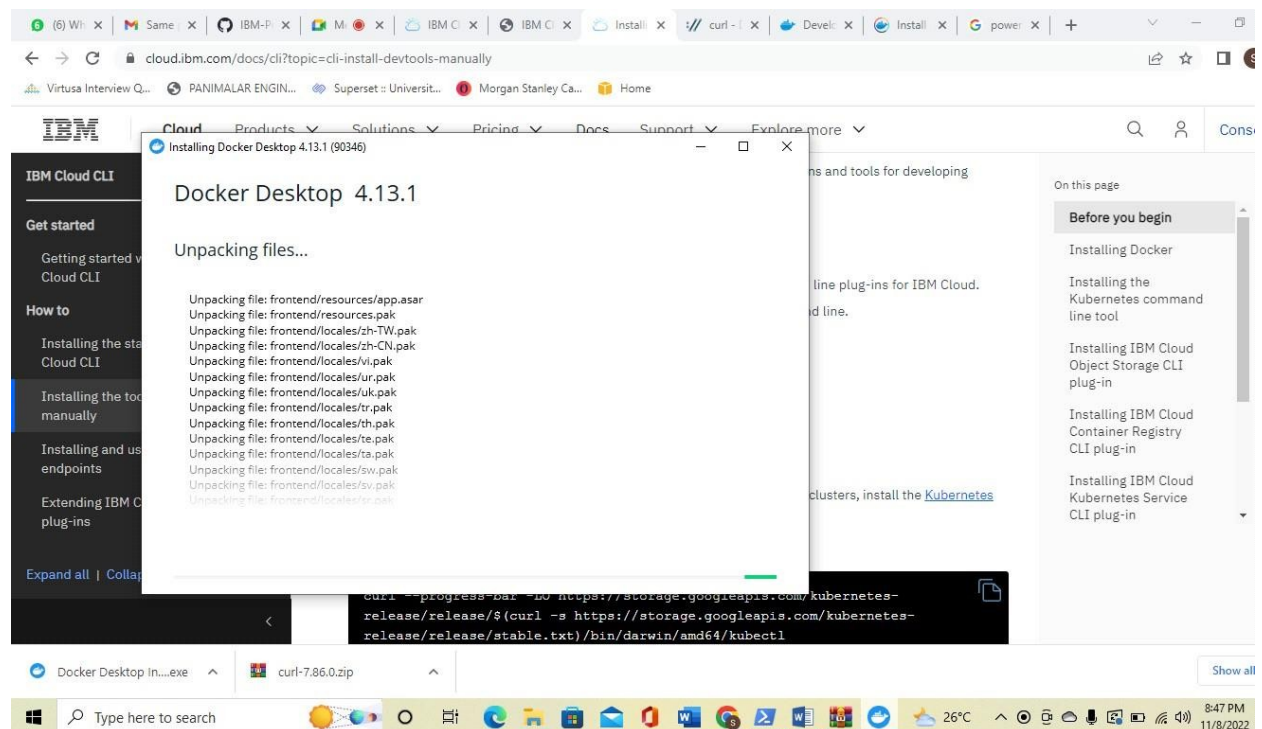 (6) Wh
Same
IBM-P
M
IBM C
IBM Cl
Install
curl - (
Develo
Install
power
cloud.ibm.com/docs/cli?topic=cli-install-devtools-manually
Virtusa Interview Q...
PANIMALAR ENGIN...
Superset :: Universit...
Morgan Stanley Ca...
Home
IBM
Cloud
Products
Solutions
Pricing
Docs
Support
Explore more
Cons
Installing Docker Desktop 4.13.1 (90346)
Docker Desktop 4.13.1
Unpacking files...
Unpacking file: frontend/resources/app.asar
Unpacking file: frontend/resources.pak
Unpacking file: frontend/locales/zh-TW.pak
Unpacking file: frontend/locales/zh-CN.pak
Unpacking file: frontend/locales/vi.pak
Unpacking file: frontend/locales/ur.pak
Unpacking file: frontend/locales/uk.pak
Unpacking file: frontend/locales/tr.pak
Unpacking file: frontend/locales/th.pak
Unpacking file: frontend/locales/te.pak
Unpacking file: frontend/locales/ta.pak
Unpacking file: frontend/locales/sw.pak
Unpacking file: frontend/locales/sv.pak
Unpacking file: frontend/locales/sr.pak
IBM Cloud CLI
Get started
Getting started w
Cloud CLI
How to
Installing the sta
Cloud CLI
Installing the too
manually
Installing and us
endpoints
Extending IBM C
plug-ins
Expand all | Collap
ns and tools for developing
line plug-ins for IBM Cloud.
d line.
clusters, install the Kubernetes
curl --progress-bar -LO https://storage.googleapis.com/kubernetes-
release/release/$(curl -s https://storage.googleapis.com/kubernetes-
release/release/stable.txt)/bin/darwin/amd64/kubectl
On this page
Before you begin
Installing Docker
Installing the
Kubernetes command
line tool
Installing IBM Cloud
Object Storage CLI
plug-in
Installing IBM Cloud
Container Registry
CLI plug-in
Installing IBM Cloud
Kubernetes Service
CLI plug-in
Docker Desktop In....exe
curl-7.86.0.zip
Show all
Type here to search
26°C
8:47 PM
11/8/2022